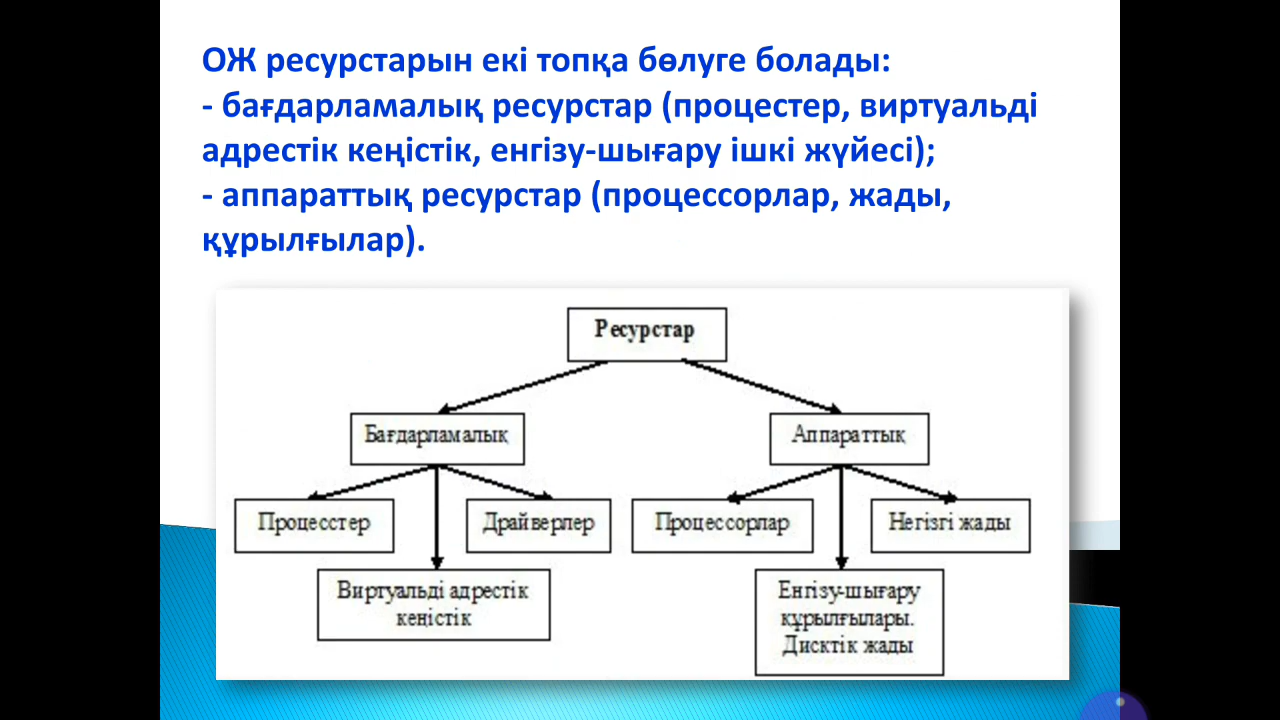 ОЖ ресурстарын екі топқа бөлуге болады:
- бағдарламалық ресурстар (процестер, виртуальді
адрестік кеңістік, енгізу-шығару ішкі жүйесі);
- аппараттық ресурстар (процессорлар, жады,
құрылғылар).
Ресурстар
Бағдарламалық
Аппараттық
Процесстер
Драйверлер
Процессорлар
Негізгі жады
Виртуальді адрестік
кеңістік
Енгізу-шығару
құрылғылары.
Дисктік жады